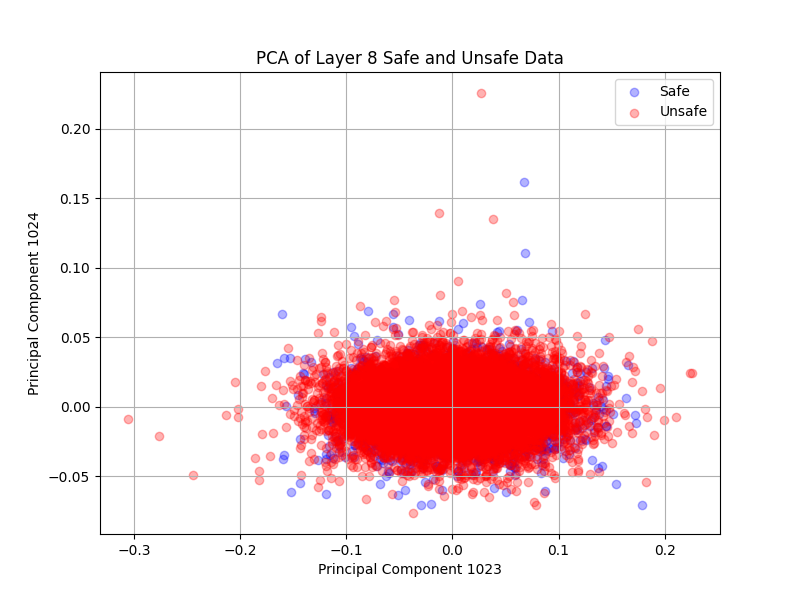 PCA of Layer 8 Safe and Unsafe Data
Safe
Unsafe
0.20
0.15
0.10
0.05
0.00
−0.05
Principal Component 1024
−0.3
−0.2
−0.1
0.0
0.1
0.2
Principal Component 1023